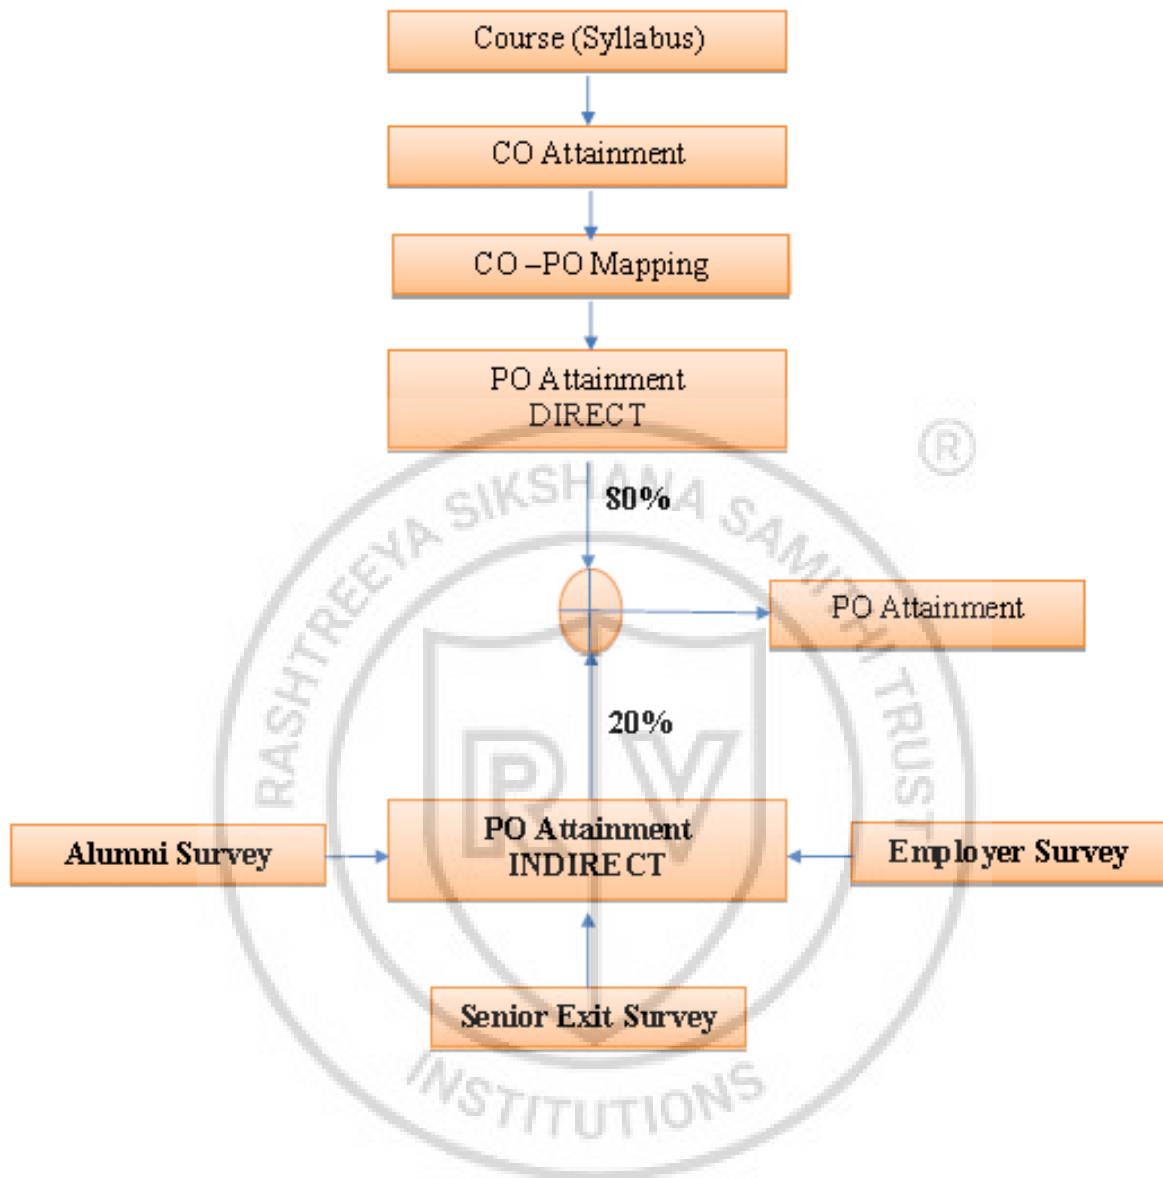 Course (Syllabus)
CO Attainment
CO –PO Mapping
PO Attainment
DIRECT
®
80%
RASHTREEYA SIKSHANA SAMITHI TRUST
PO Attainment
20%
RV
PO Attainment
INDIRECT
Alumni Survey
Employer Survey
Senior Exit Survey
INSTITUTIONS